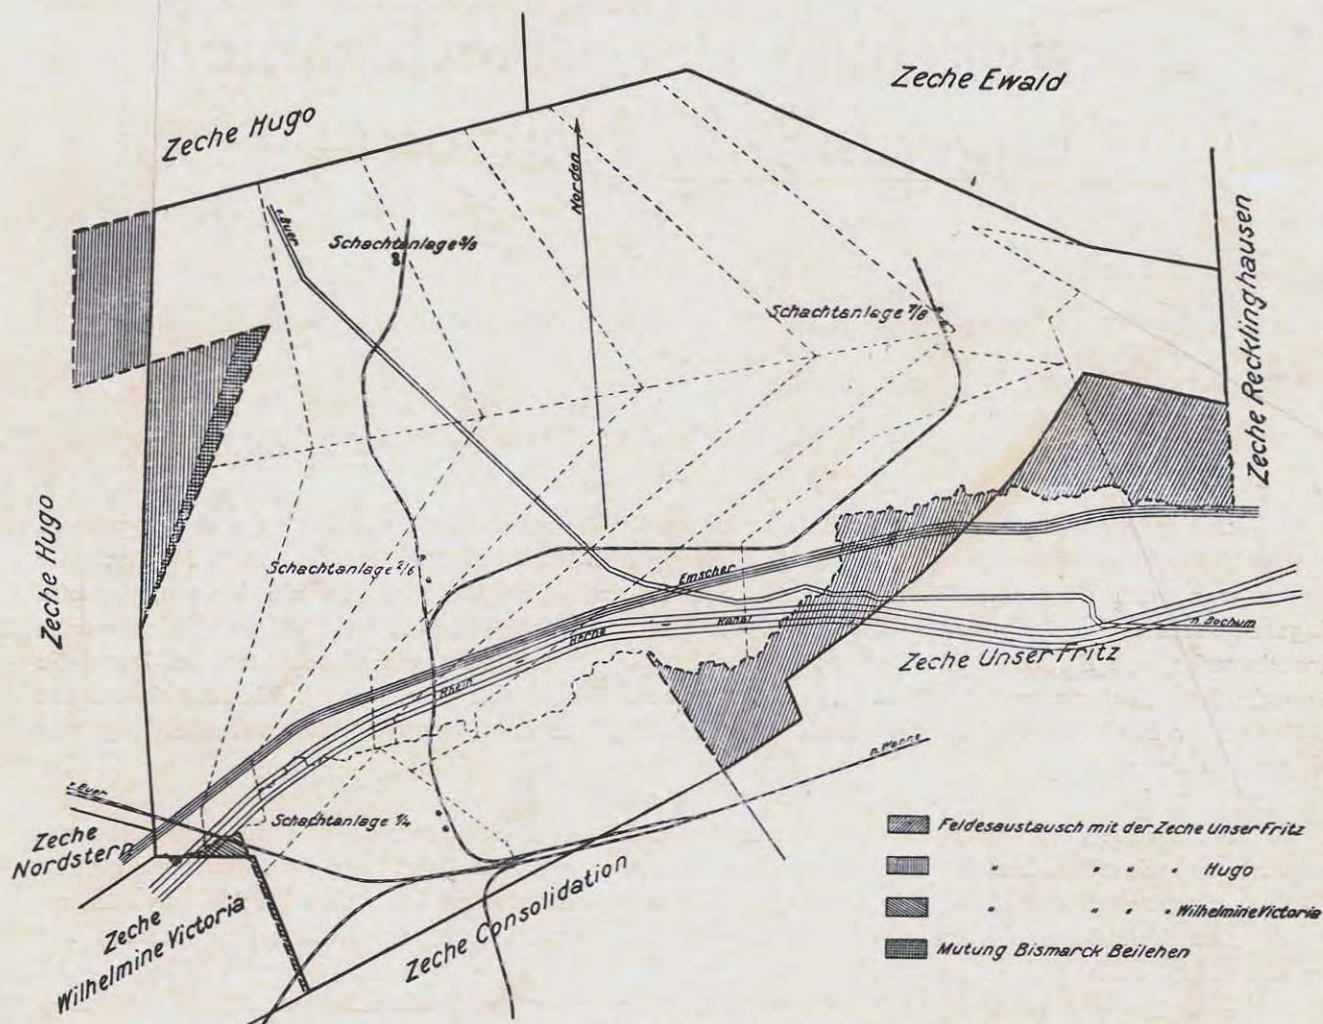 Zeche Ewald
Zeche Hugo
Norden
n. Buer
Schachtanlage 3/9
Schachtanlage 7/8
Zeche Recklinghausen
Zeche Hugo
Schachtanlage 2/6
Emscher
Rhein
Herne
Kanal
n. Bochum
Zeche Unser Fritz
n. Wanne
Schachtanlage 1/4
Zeche
Nordstern
Zeche
Wilhelmine Victoria
Zeche Consolidation
Feldesaustausch mit der Zeche Unser Fritz
" " " " Hugo
" " " " Wilhelmine Victoria
Mutung Bismarck Beilehen